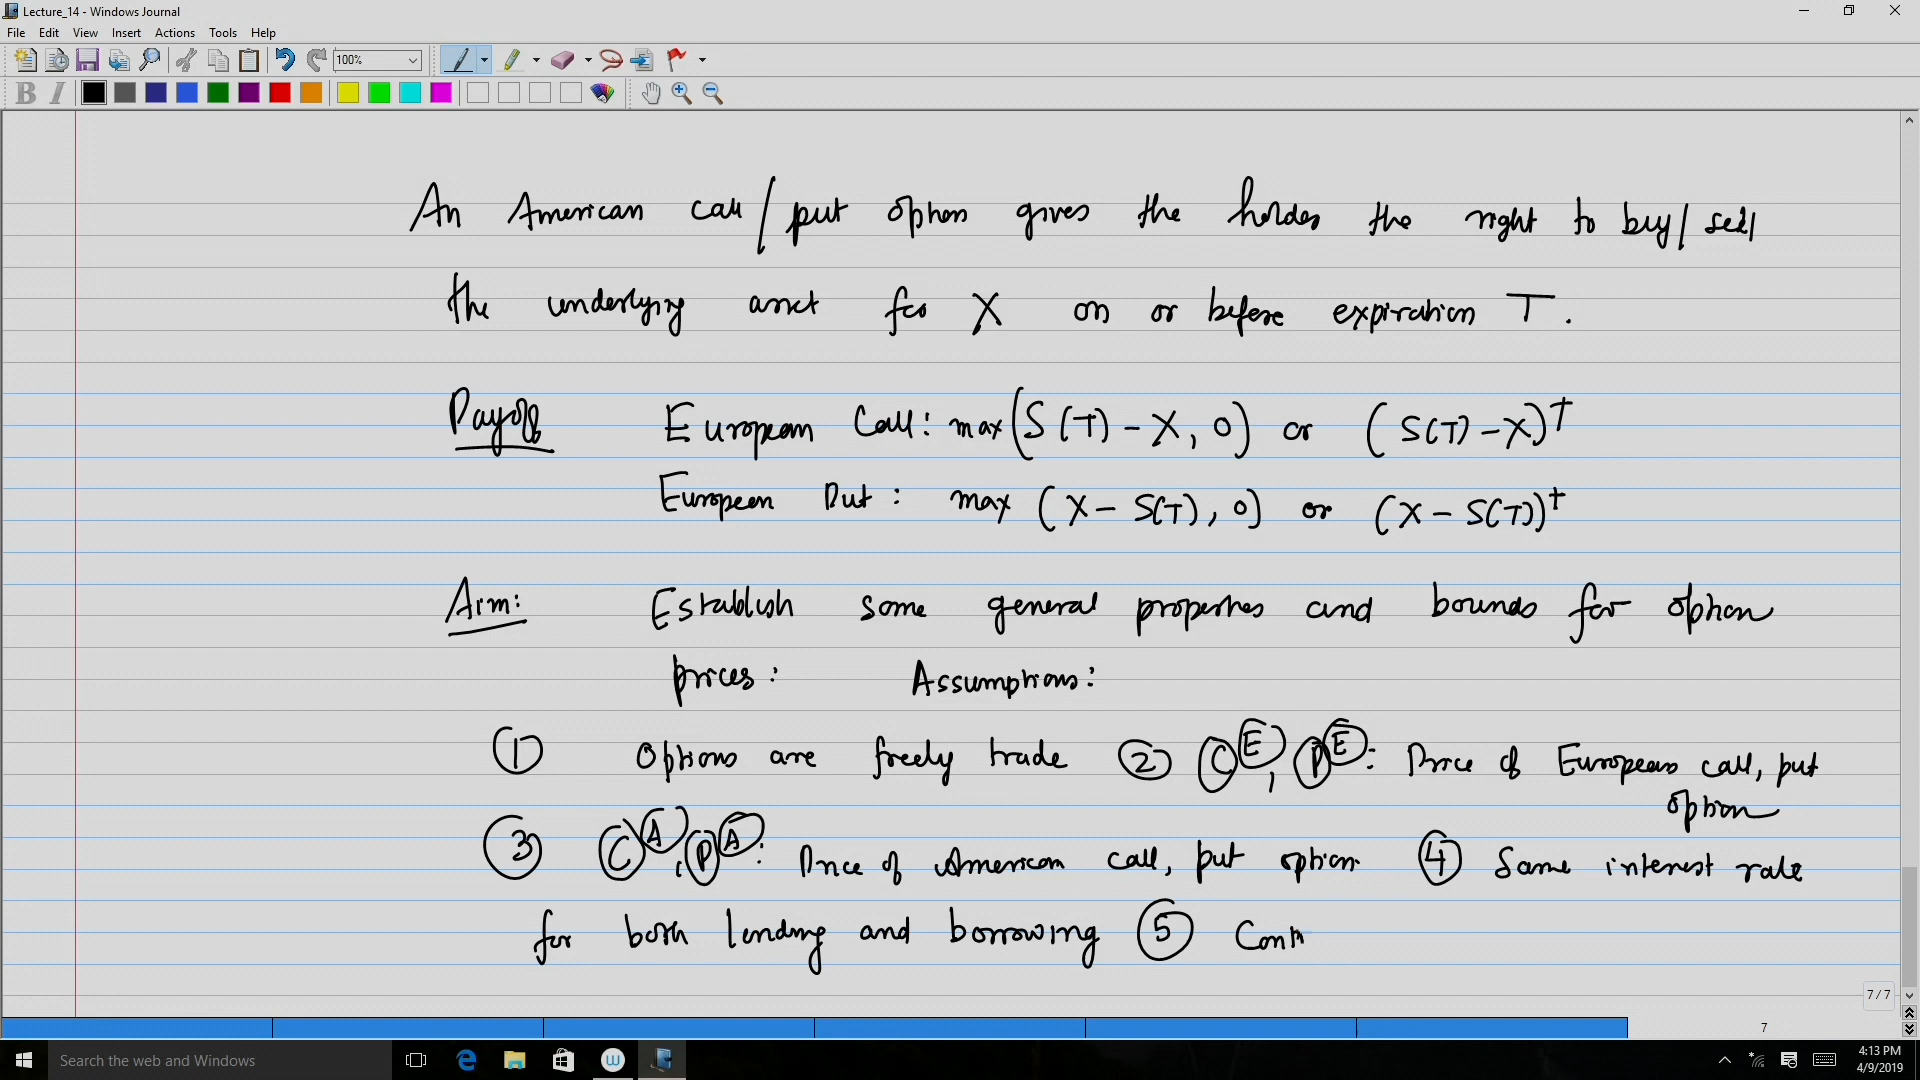 Lecture_14 - Windows Journal
File Edit View Insert Actions Tools Help
100%
B I
An American call/put option gives the holder the right to buy/sell
the underlying asset for X on or before expiration T.
Payoff European Call: max(S(T) - X, 0) or (S(T) - X)⁺
European Put: max (X - S(T), 0) or (X - S(T))⁺
Aim: Establish some general properties and bounds for option
prices: Assumptions:
① Options are freely trade ② Cᴱ, Pᴱ: Price of European call, put
option
③ Cᴬ, Pᴬ: Price of American call, put option ④ Same interest rate
for both lending and borrowing ⑤ Conti
7 / 7
7
Search the web and Windows
4:13 PM
4/9/2019